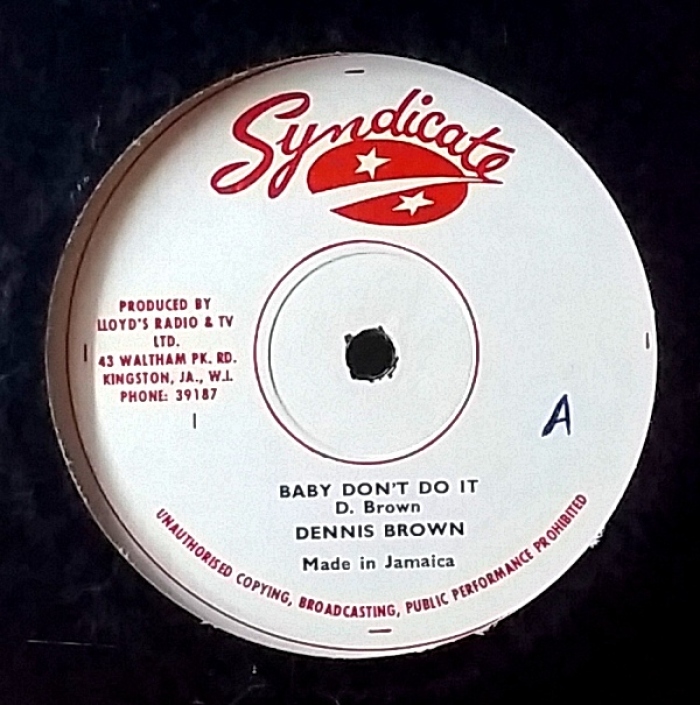 Syndicate
PRODUCED BY
LLOYD'S RADIO & TV
LTD.
43 WALTHAM PK. RD.
KINGSTON, JA., W.I.
PHONE: 39187
A
BABY DON'T DO IT
D. Brown
DENNIS BROWN
Made in Jamaica
UNAUTHORISED COPYING, BROADCASTING, PUBLIC PERFORMANCE PROHIBITED